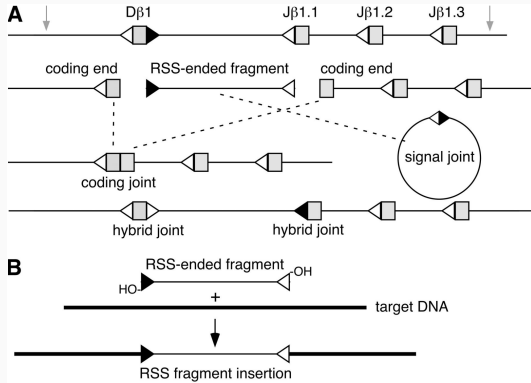 A
Dβ1 Jβ1.1 Jβ1.2 Jβ1.3
coding end RSS-ended fragment coding end
signal joint
coding joint
hybrid joint hybrid joint
B
RSS-ended fragment
-OH
HO-
+
target DNA
RSS fragment insertion